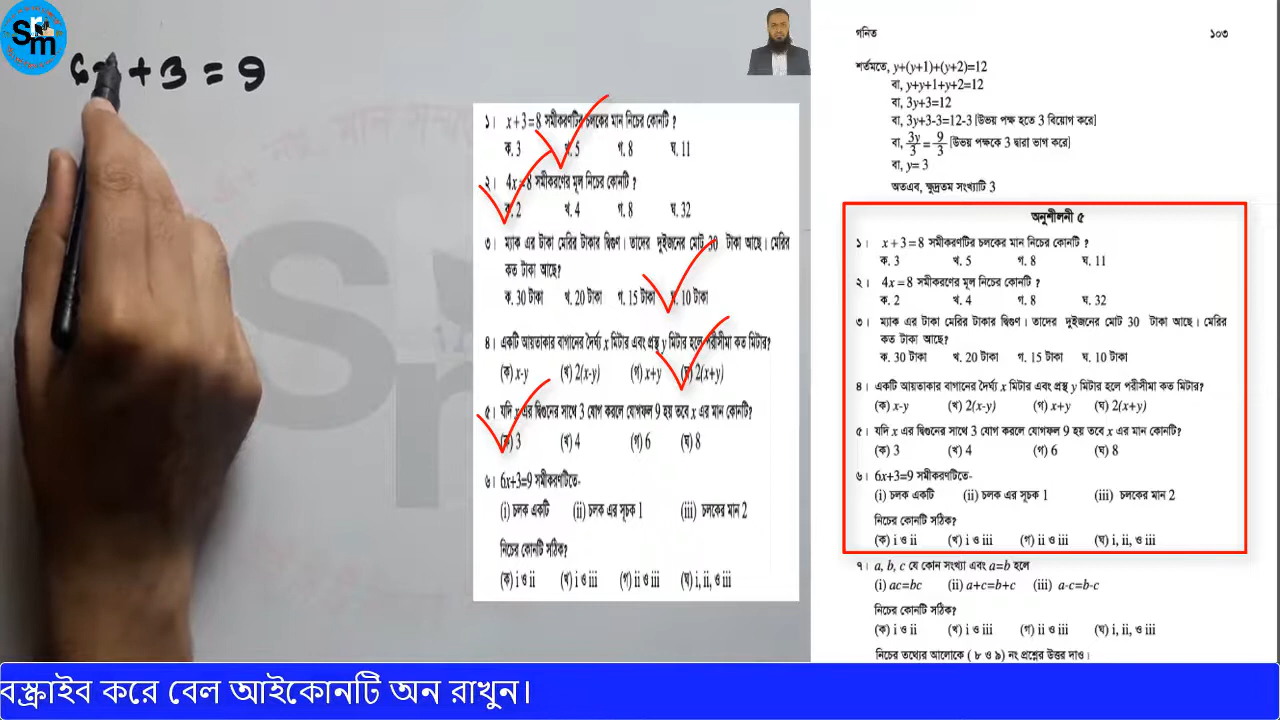 6x+3=9
১। x+3=8 সমীকরণটির চলকের মান নিচের কোনটি ?
ক. 3 খ. 5 গ. 8 ঘ. 11
২। 4x=8 সমীকরণের মূল নিচের কোনটি ?
ক. 2 খ. 4 গ. 8 ঘ. 32
৩। ম্যাক এর টাকা মেরির টাকার দ্বিগুণ। তাদের দুইজনের মোট 30 টাকা আছে। মেরির
কত টাকা আছে?
ক. 30 টাকা খ. 20 টাকা গ. 15 টাকা ঘ. 10 টাকা
৪। একটি আয়তাকার বাগানের দৈর্ঘ্য x মিটার এবং প্রস্থ y মিটার হলে পরীসীমা কত মিটার?
(ক) x-y (খ) 2(x-y) (গ) x+y (ঘ) 2(x+y)
৫। যদি x এর দ্বিগুনের সাথে 3 যোগ করলে যোগফল 9 হয় তবে x এর মান কোনটি?
(ক) 3 (খ) 4 (গ) 6 (ঘ) 8
৬। 6x+3=9 সমীকরণটিতে-
(i) চলক একটি (ii) চলক এর সূচক 1 (iii) চলকের মান 2
নিচের কোনটি সঠিক?
(ক) i ও ii (খ) i ও iii (গ) ii ও iii (ঘ) i, ii, ও iii
গনিত ১০৩
শর্তমতে, y+(y+1)+(y+2)=12
বা, y+y+1+y+2=12
বা, 3y+3=12
বা, 3y+3-3=12-3 [উভয় পক্ষ হতে 3 বিয়োগ করে]
বা, 3y/3 = 9/3 [উভয় পক্ষকে 3 দ্বারা ভাগ করে]
বা, y= 3
অতএব, ক্ষুদ্রতম সংখ্যাটি 3
অনুশীলনী ৫
১। x+3=8 সমীকরণটির চলকের মান নিচের কোনটি ?
ক. 3 খ. 5 গ. 8 ঘ. 11
২। 4x=8 সমীকরণের মূল নিচের কোনটি ?
ক. 2 খ. 4 গ. 8 ঘ. 32
৩। ম্যাক এর টাকা মেরির টাকার দ্বিগুণ। তাদের দুইজনের মোট 30 টাকা আছে। মেরির
কত টাকা আছে?
ক. 30 টাকা খ. 20 টাকা গ. 15 টাকা ঘ. 10 টাকা
৪। একটি আয়তাকার বাগানের দৈর্ঘ্য x মিটার এবং প্রস্থ y মিটার হলে পরীসীমা কত মিটার?
(ক) x-y (খ) 2(x-y) (গ) x+y (ঘ) 2(x+y)
৫। যদি x এর দ্বিগুনের সাথে 3 যোগ করলে যোগফল 9 হয় তবে x এর মান কোনটি?
(ক) 3 (খ) 4 (গ) 6 (ঘ) 8
৬। 6x+3=9 সমীকরণটিতে-
(i) চলক একটি (ii) চলক এর সূচক 1 (iii) চলকের মান 2
নিচের কোনটি সঠিক?
(ক) i ও ii (খ) i ও iii (গ) ii ও iii (ঘ) i, ii, ও iii
৭। a, b, c যে কোন সংখ্যা এবং a=b হলে
(i) ac=bc (ii) a+c=b+c (iii) a-c=b-c
নিচের কোনটি সঠিক?
(ক) i ও ii (খ) i ও iii (গ) ii ও iii (ঘ) i, ii, ও iii
নিচের তথ্যের আলোকে ( ৮ ও ৯) নং প্রশ্নের উত্তর দাও।
বস্ক্রাইব করে বেল আইকোনটি অন রাখুন।